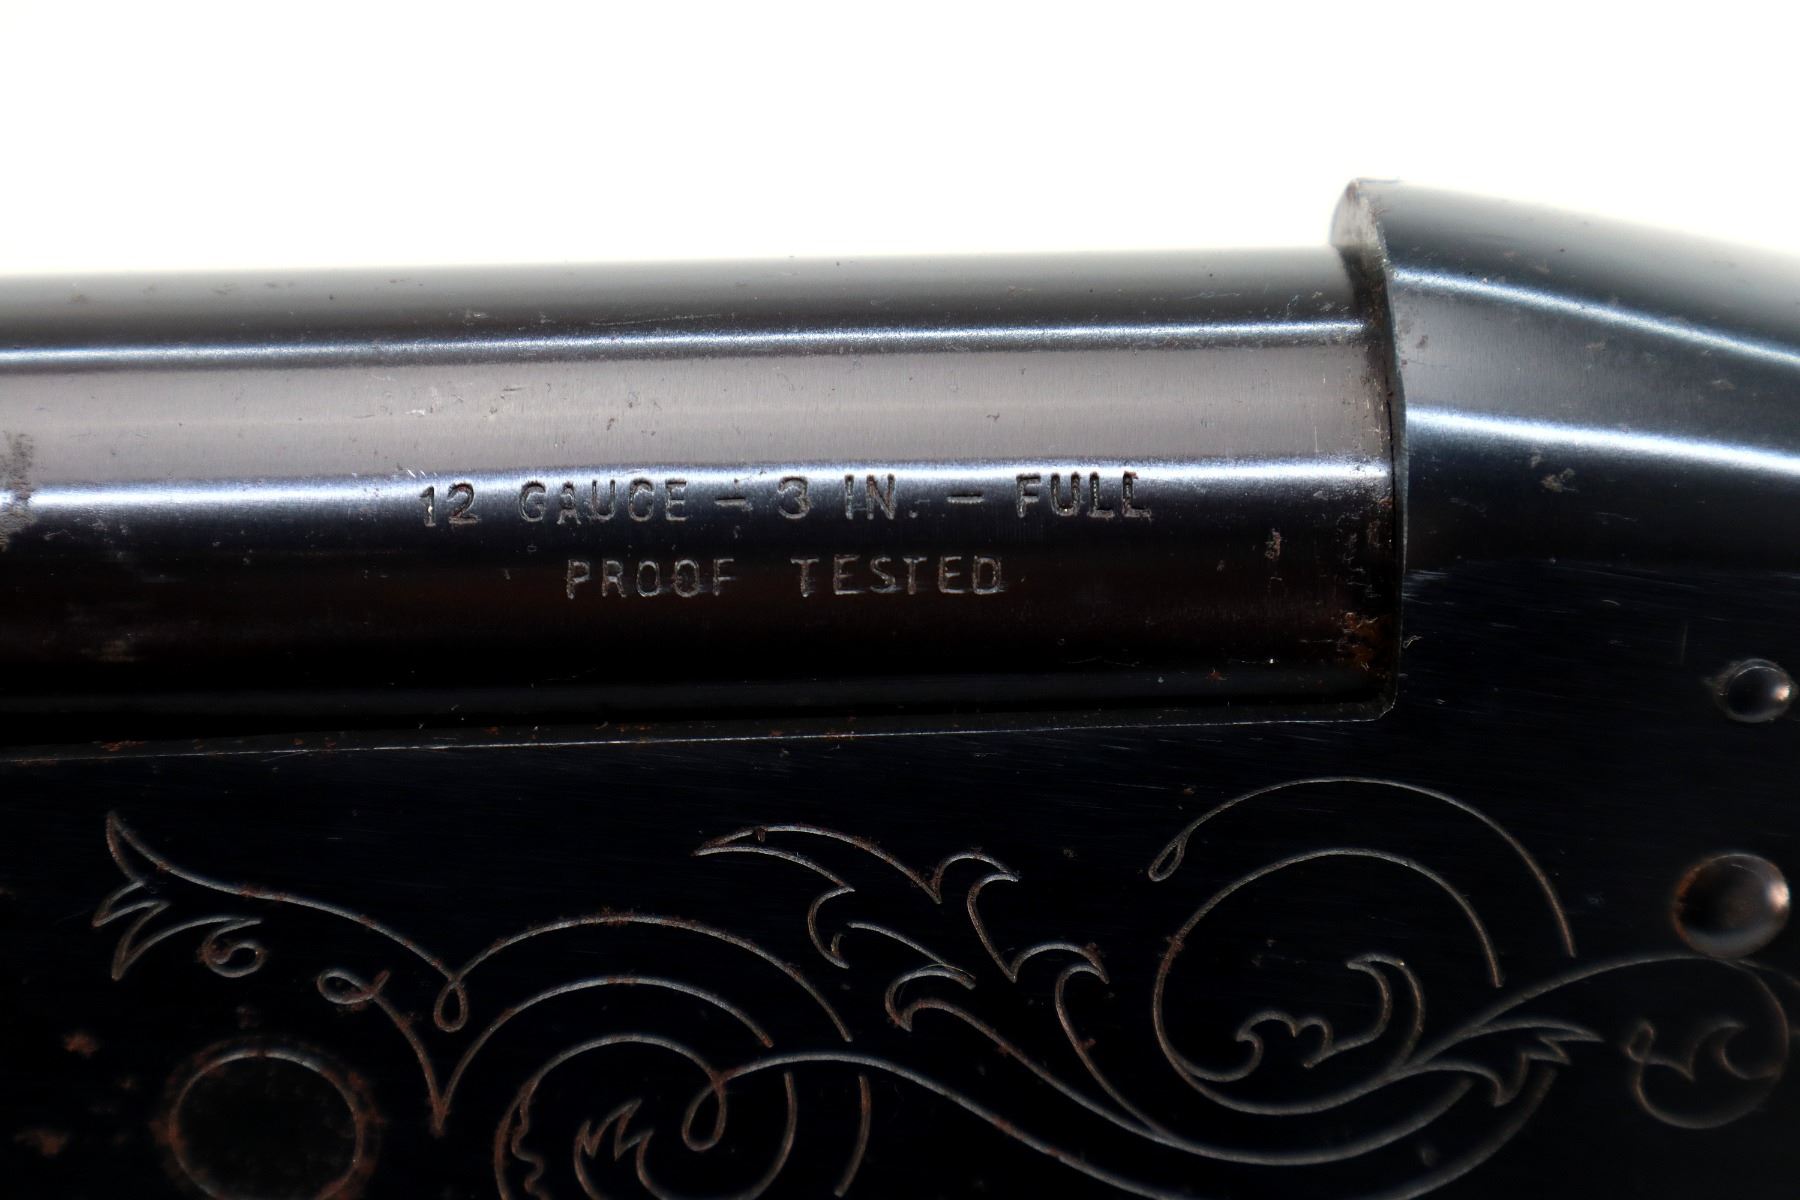 12 GAUGE - 3 IN. - FULL
PROOF TESTED